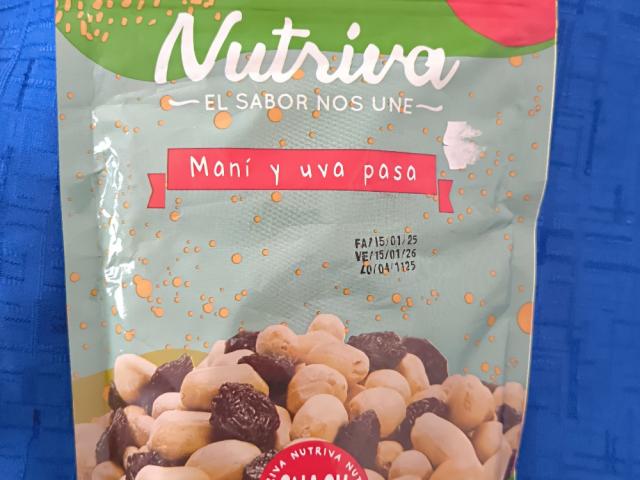 Nutriva
EL SABOR NOS UNE
Maní y uva pasa
FA/15/01/25
VE/15/01/26
LO/04/1125
NUTRIVA